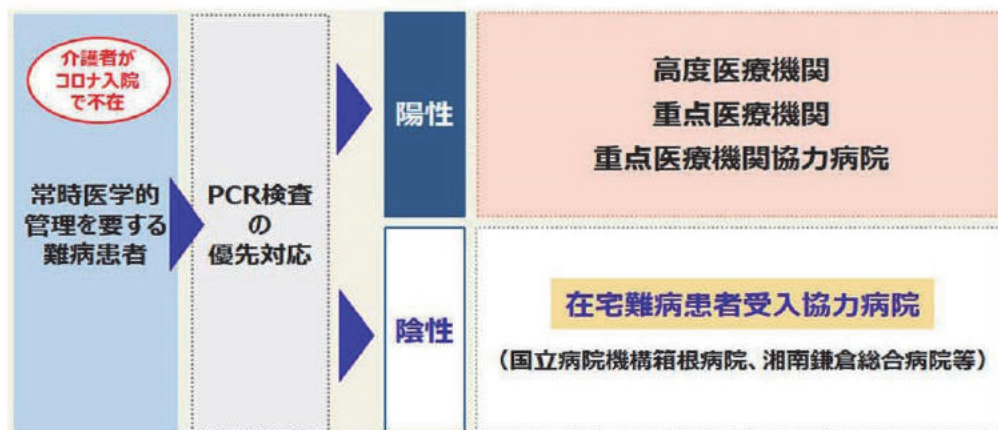 介護者が
コロナ入院
で不在
常時医学的
管理を要する
難病患者
PCR検査
の
優先対応
陽性
高度医療機関
重点医療機関
重点医療機関協力病院
陰性
在宅難病患者受入協力病院
（国立病院機構箱根病院、湘南鎌倉総合病院等）